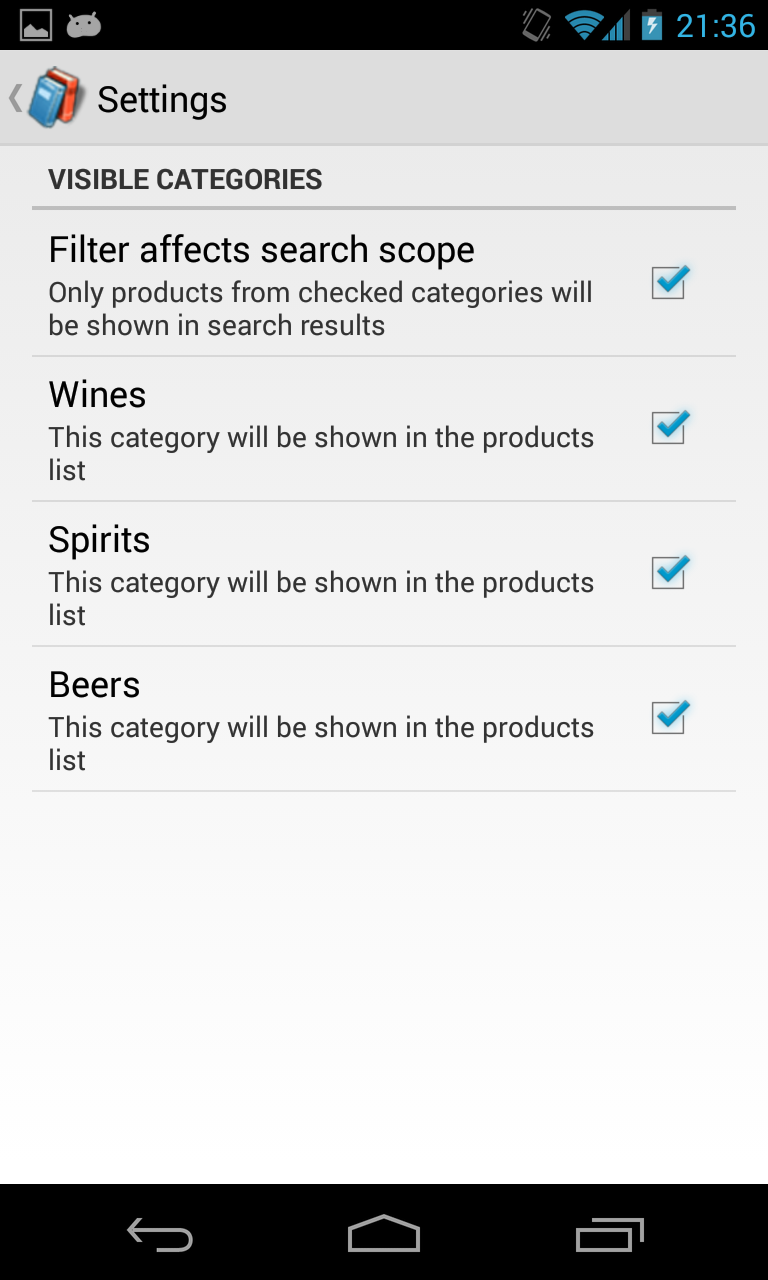 21:36
Settings
VISIBLE CATEGORIES
Filter affects search scope
Only products from checked categories will
be shown in search results
Wines
This category will be shown in the products
list
Spirits
This category will be shown in the products
list
Beers
This category will be shown in the products
list